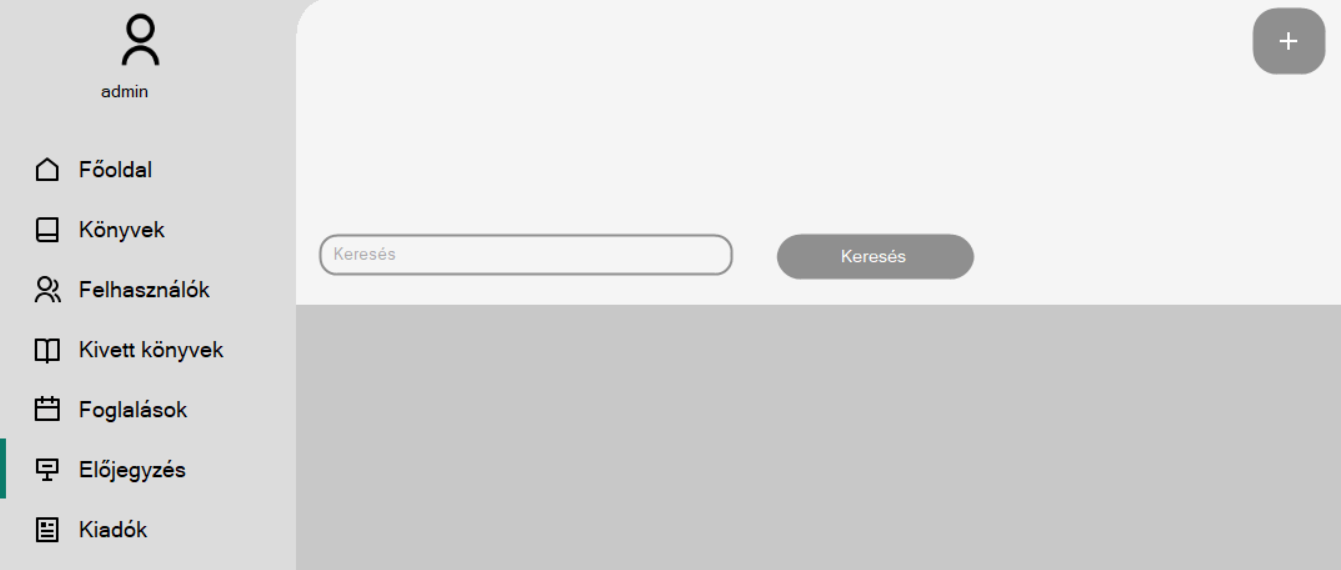 admin
Főoldal
Könyvek
Felhasználók
Kivett könyvek
Foglalások
Előjegyzés
Kiadók
+
Keresés
Keresés